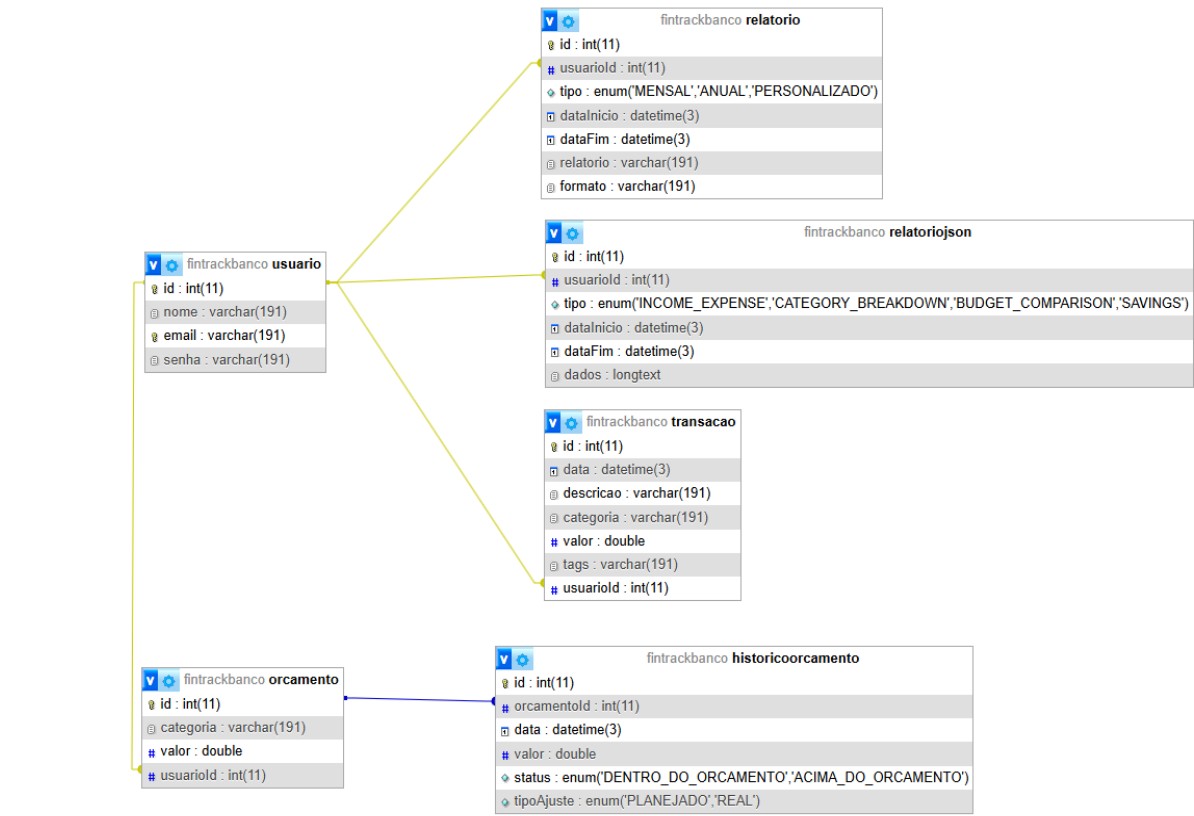 v fintrackbanco relatorio
id : int(11)
# usuarioId : int(11)
tipo : enum('MENSAL','ANUAL','PERSONALIZADO')
dataInicio : datetime(3)
dataFim : datetime(3)
relatorio : varchar(191)
formato : varchar(191)
v fintrackbanco relatoriojson
id : int(11)
# usuarioId : int(11)
tipo : enum('INCOME_EXPENSE','CATEGORY_BREAKDOWN','BUDGET_COMPARISON','SAVINGS')
dataInicio : datetime(3)
dataFim : datetime(3)
dados : longtext
v fintrackbanco usuario
id : int(11)
nome : varchar(191)
email : varchar(191)
senha : varchar(191)
v fintrackbanco transacao
id : int(11)
data : datetime(3)
descricao : varchar(191)
categoria : varchar(191)
# valor : double
tags : varchar(191)
# usuarioId : int(11)
v fintrackbanco orcamento
id : int(11)
categoria : varchar(191)
# valor : double
# usuarioId : int(11)
v fintrackbanco historicoorcamento
id : int(11)
# orcamentoId : int(11)
data : datetime(3)
# valor : double
status : enum('DENTRO_DO_ORCAMENTO','ACIMA_DO_ORCAMENTO')
tipoAjuste : enum('PLANEJADO','REAL')